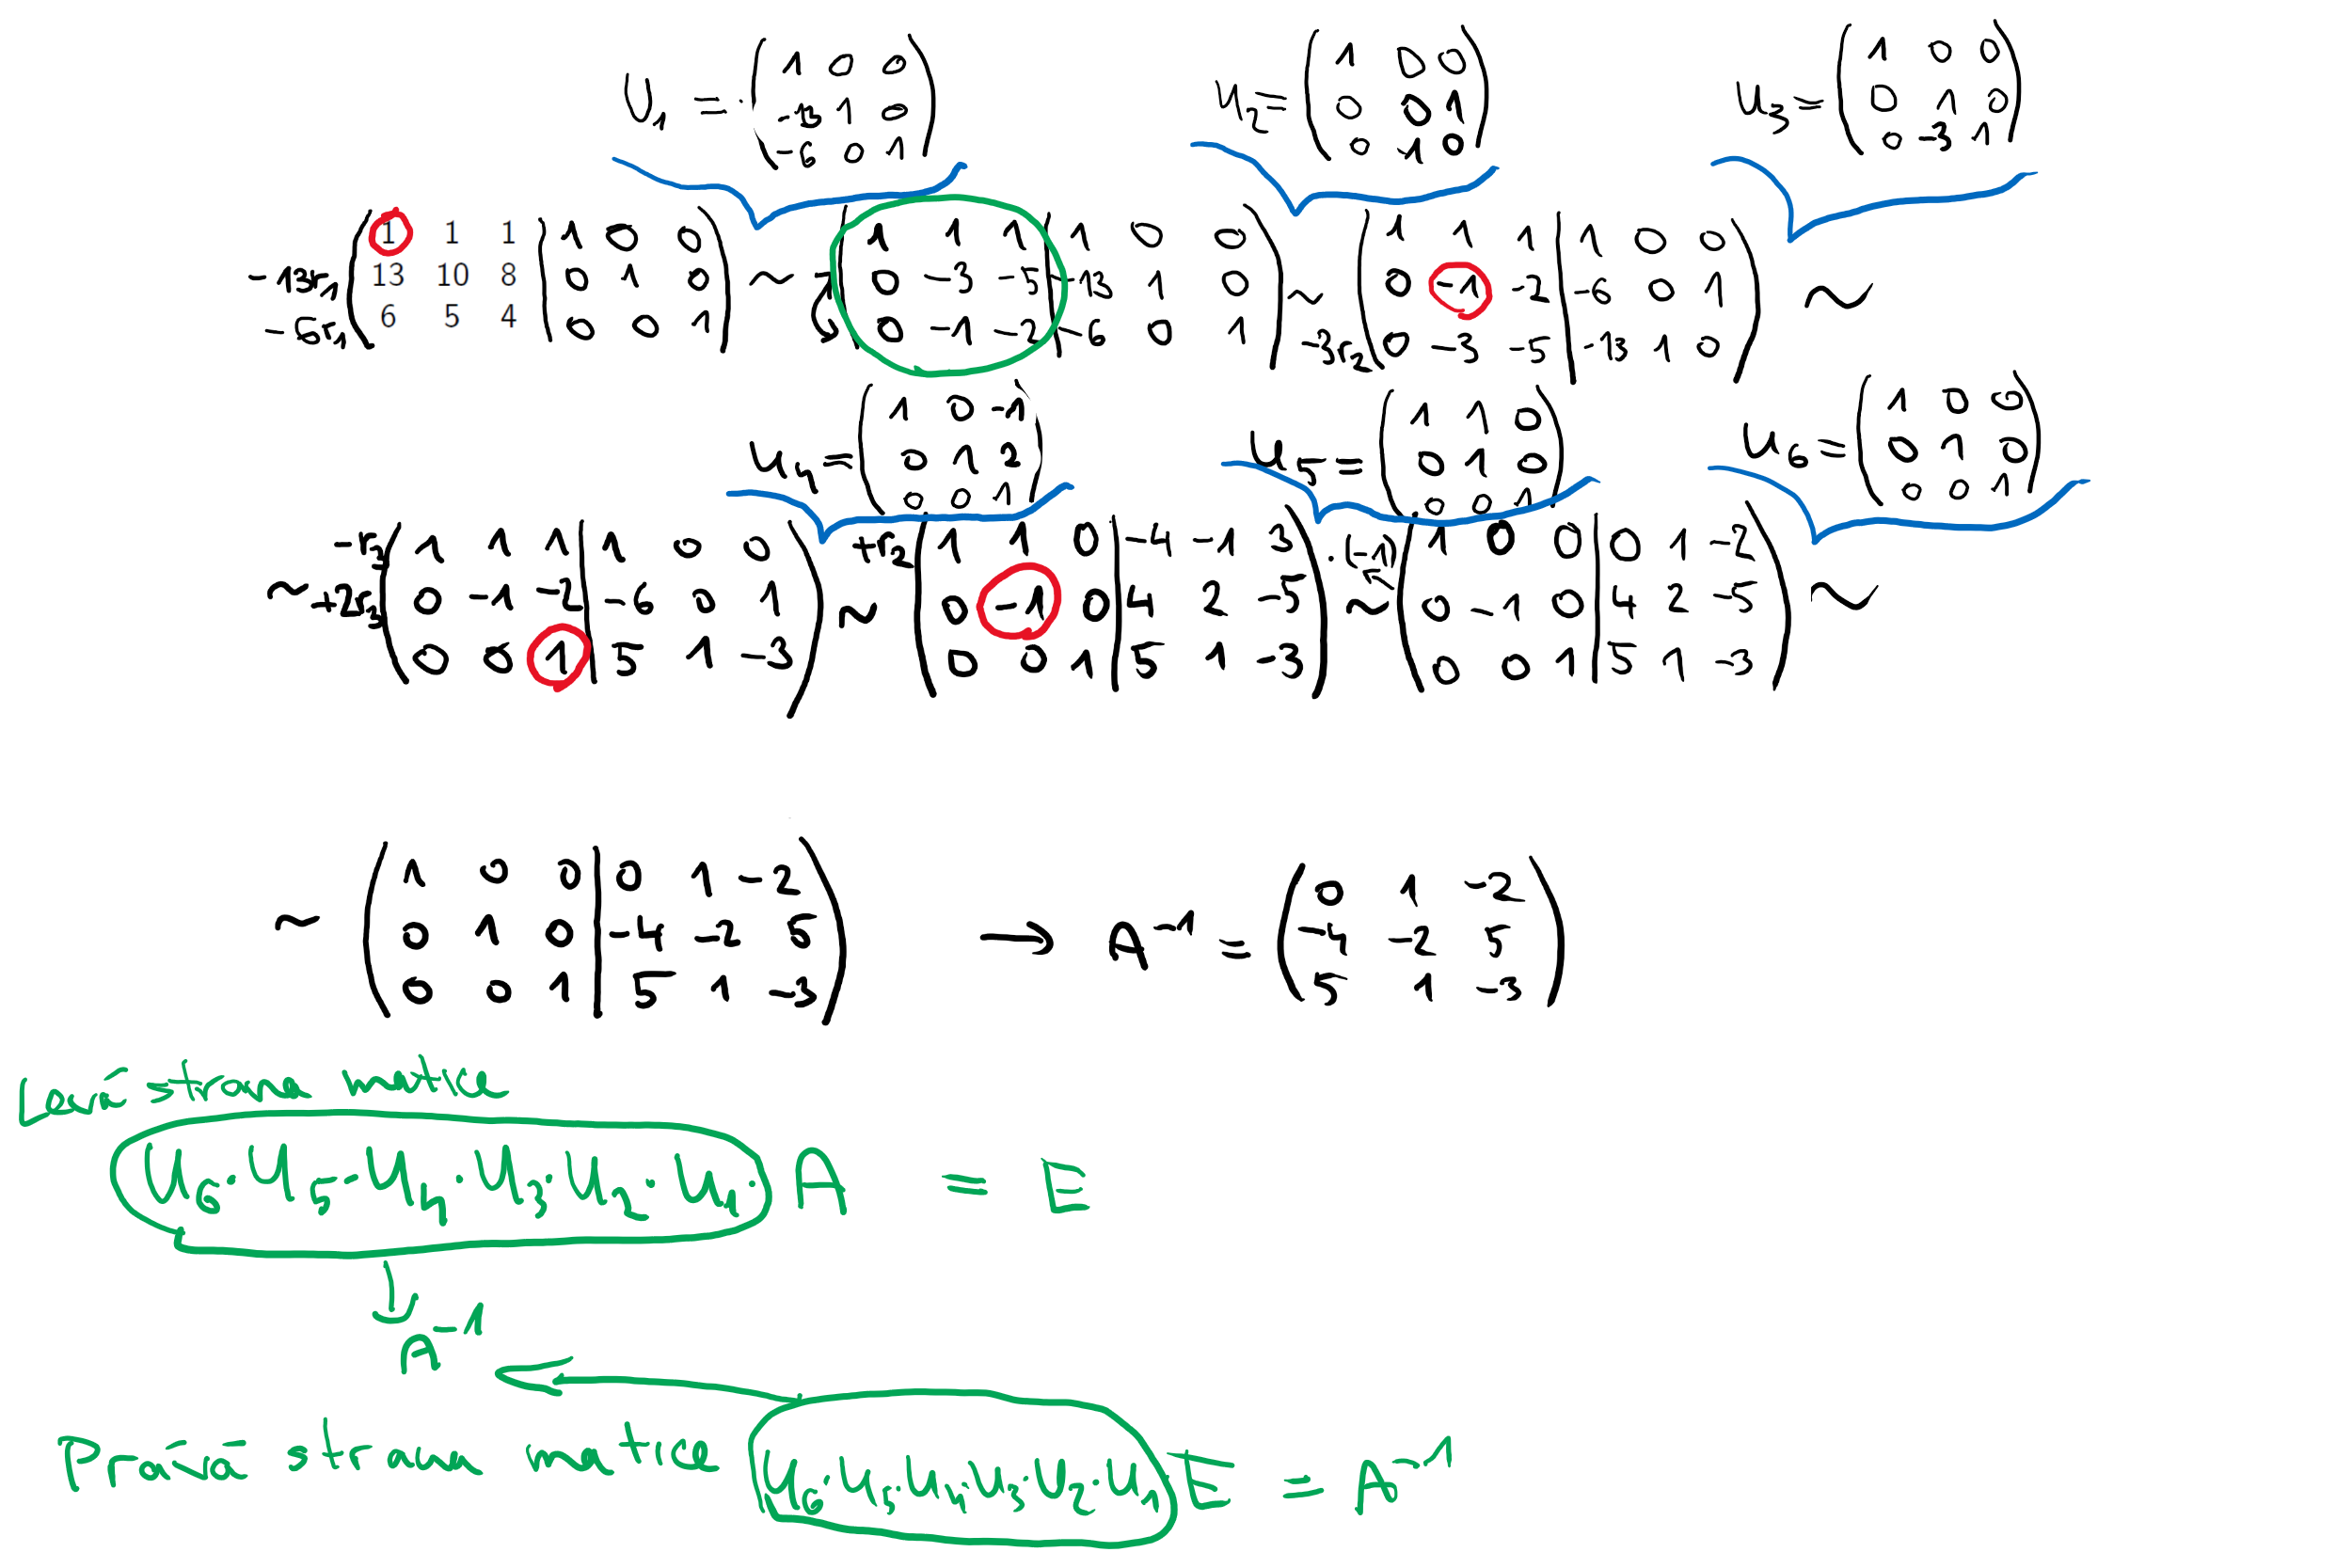 U₁ = (1 0 0; -13 1 0; -6 0 1) U₂ = (1 0 0; 0 0 1; 0 1 0) U₃ = (1 0 0; 0 1 0; 0 -3 1)
(1 1 1 | 1 0 0) ~ (1 1 1 | 1 0 0) ~ (1 1 1 | 1 0 0) ~
-13r₁ (13 10 8 | 0 1 0) (0 -3 -5 | -13 1 0) (0 -1 -2 | -6 0 1)
-6r₁ (6 5 4 | 0 0 1) (0 -1 -2 | -6 0 1) -3r₂ (0 -3 -5 | -13 1 0)
U₄ = (1 0 -1; 0 1 2; 0 0 1) U₅ = (1 1 0; 0 1 0; 0 0 1) U₆ = (1 0 0; 0 1 0; 0 0 1)
-r₃ (1 1 1 | 1 0 0) +r₂ (1 1 0 | -4 -1 3) (1 0 0 | 0 1 -2)
~ +2r₃ (0 -1 -2 | -6 0 1) ~ (0 -1 0 | 4 2 -5) ·(-1) ~ (0 -1 0 | 4 2 -5) ~
(0 0 1 | 5 1 -3) (0 0 1 | 5 1 -3) (0 0 1 | 5 1 -3)
~ (1 0 0 | 0 1 -2; 0 1 0 | -4 -2 5; 0 0 1 | 5 1 -3) → A⁻¹ = (0 1 -2; -4 -2 5; 5 1 -3)
Levá strana matice
U₆·U₅·U₄·U₃·U₂·U₁·A = E
A⁻¹
Pravá strana matice U₆·U₅·U₄·U₃·U₂·U₁ E = A⁻¹